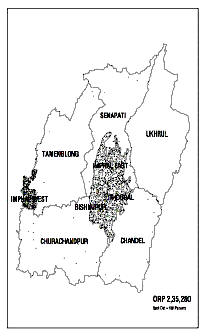 SENAPATI
UKHRUL
TAMENGLONG
IMPHAL EAST
IMPHAL WEST
THOUBAL
BISHNUPUR
CHURACHANDPUR
CHANDEL
ORP 2,35,280